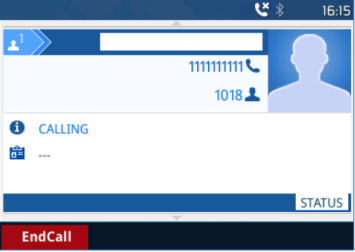 16:15
1
1111111111
1018
CALLING
---
STATUS
EndCall